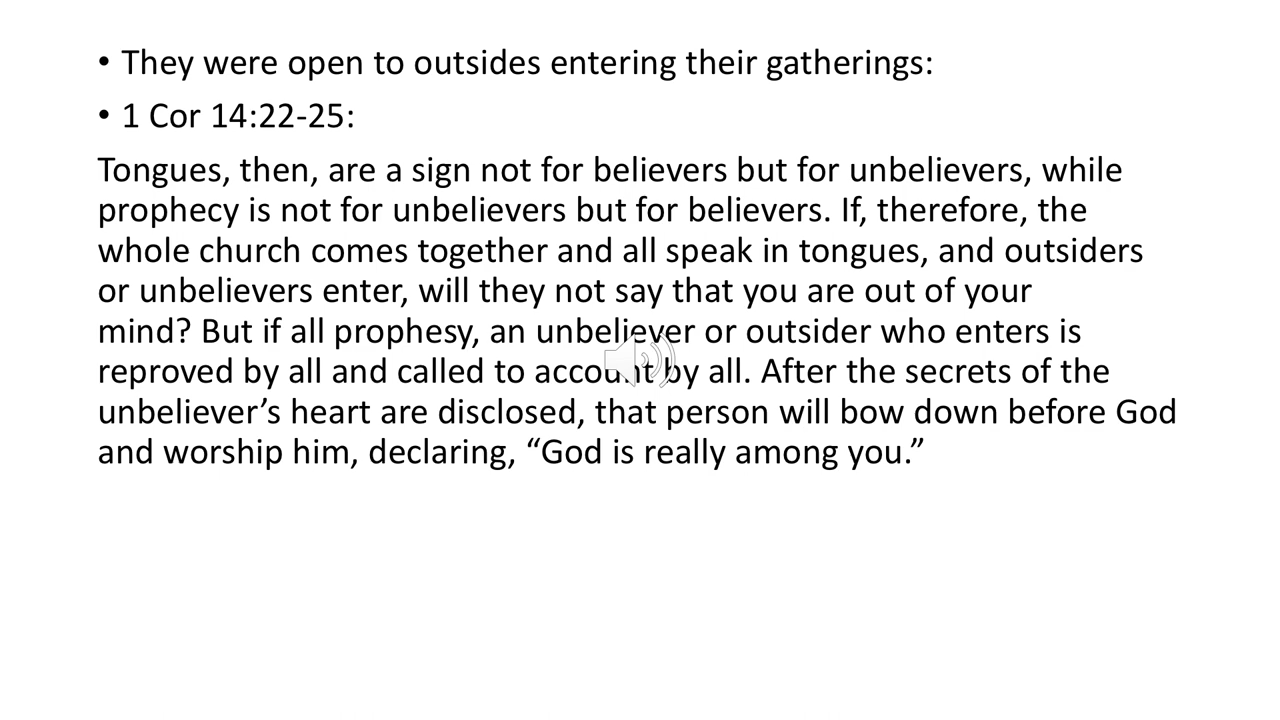 • They were open to outsides entering their gatherings:
• 1 Cor 14:22-25:
Tongues, then, are a sign not for believers but for unbelievers, while
prophecy is not for unbelievers but for believers. If, therefore, the
whole church comes together and all speak in tongues, and outsiders
or unbelievers enter, will they not say that you are out of your
mind? But if all prophesy, an unbeliever or outsider who enters is
reproved by all and called to account by all. After the secrets of the
unbeliever’s heart are disclosed, that person will bow down before God
and worship him, declaring, “God is really among you.”